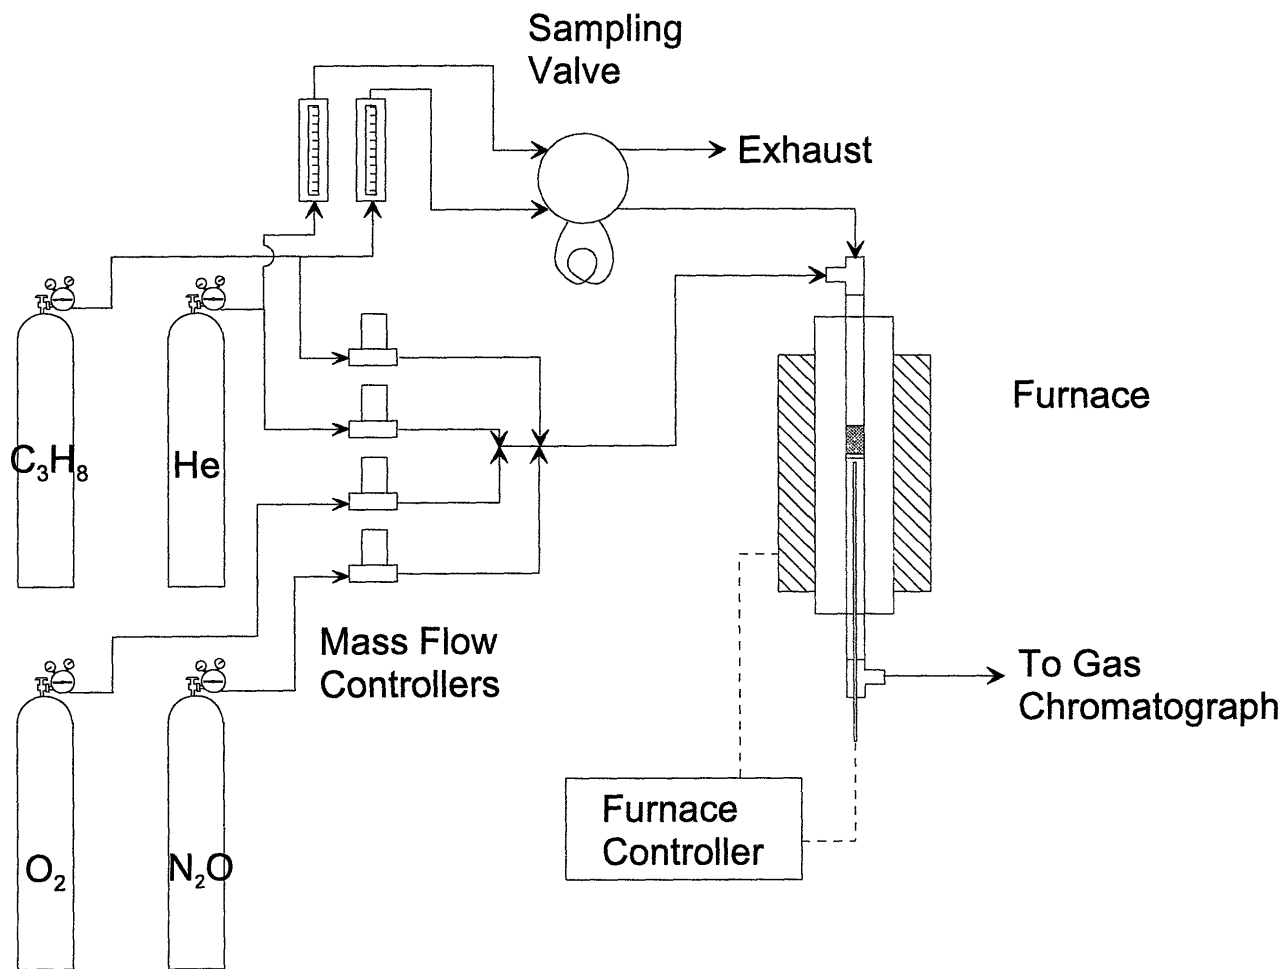 Sampling
Valve
Exhaust
Furnace
C₃H₈
He
Mass Flow
Controllers
To Gas
Chromatograph
Furnace
Controller
O₂
N₂O